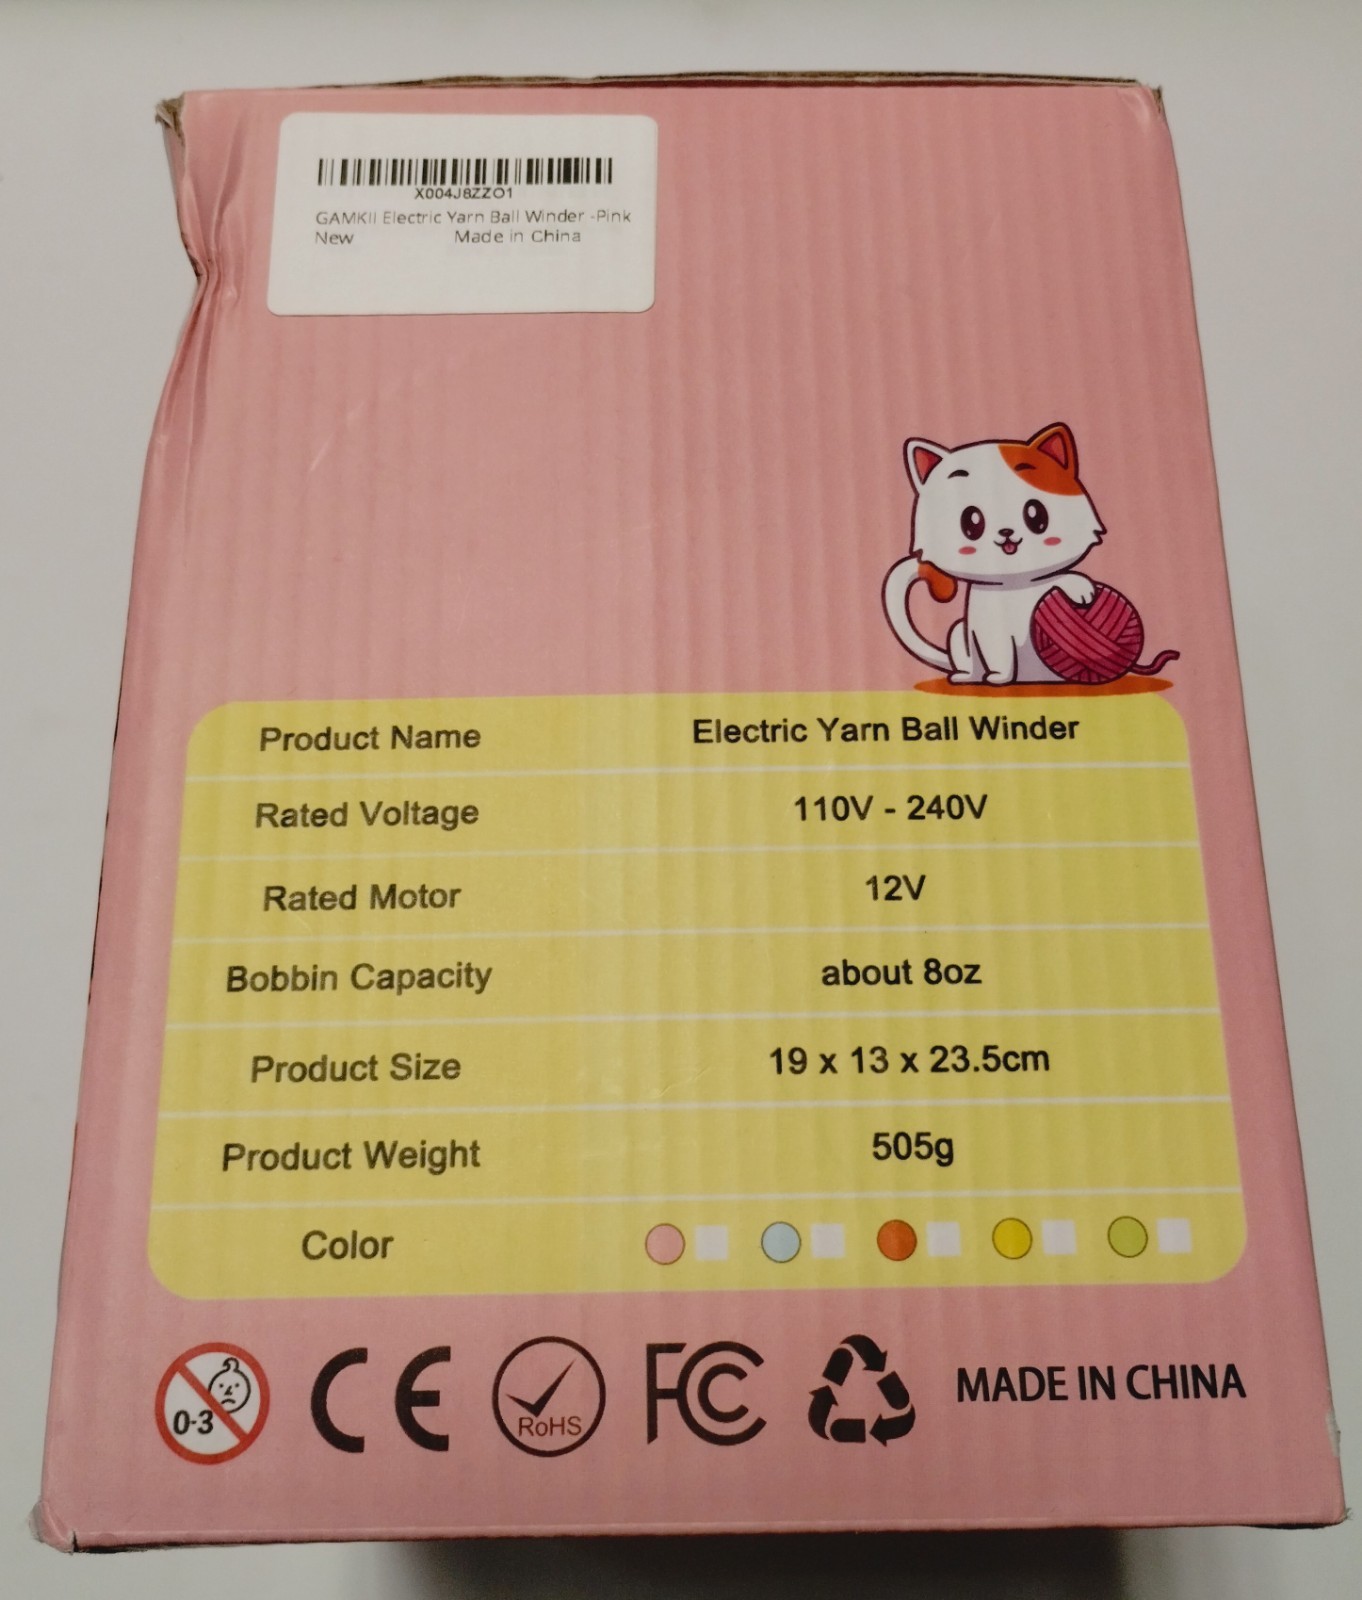 X004J8ZZO1
GAMKII Electric Yarn Ball Winder -Pink
New Made in China
Product Name Electric Yarn Ball Winder
Rated Voltage 110V - 240V
Rated Motor 12V
Bobbin Capacity about 8oz
Product Size 19 x 13 x 23.5cm
Product Weight 505g
Color
0-3 CE RoHS FC MADE IN CHINA